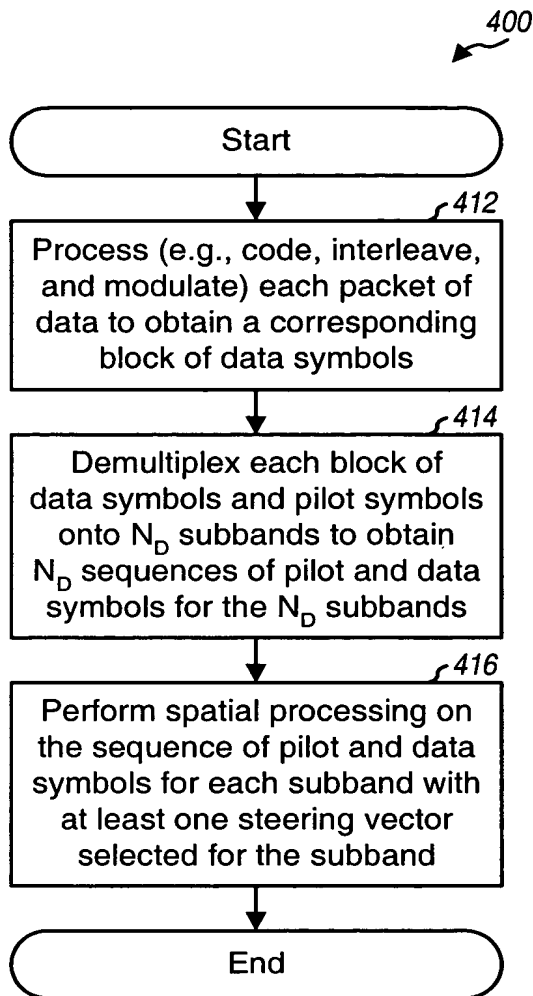 400
Start
412
Process (e.g., code, interleave,
and modulate) each packet of
data to obtain a corresponding
block of data symbols
414
Demultiplex each block of
data symbols and pilot symbols
onto N_D subbands to obtain
N_D sequences of pilot and data
symbols for the N_D subbands
416
Perform spatial processing on
the sequence of pilot and data
symbols for each subband with
at least one steering vector
selected for the subband
End